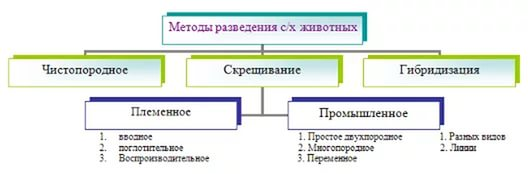 Методы разведения с/х животных
Чистопородное
Скрещивание
Гибридизация
Племенное
Промышленное
1. вводное
2. поглотительное
3. Воспроизводительное
1. Простое двухпородное
2. Многопородное
3. Переменное
1. Разных видов
2. Линии